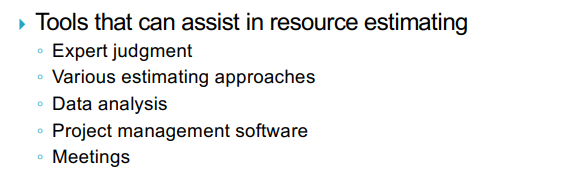 Tools that can assist in resource estimating
Expert judgment
Various estimating approaches
Data analysis
Project management software
Meetings